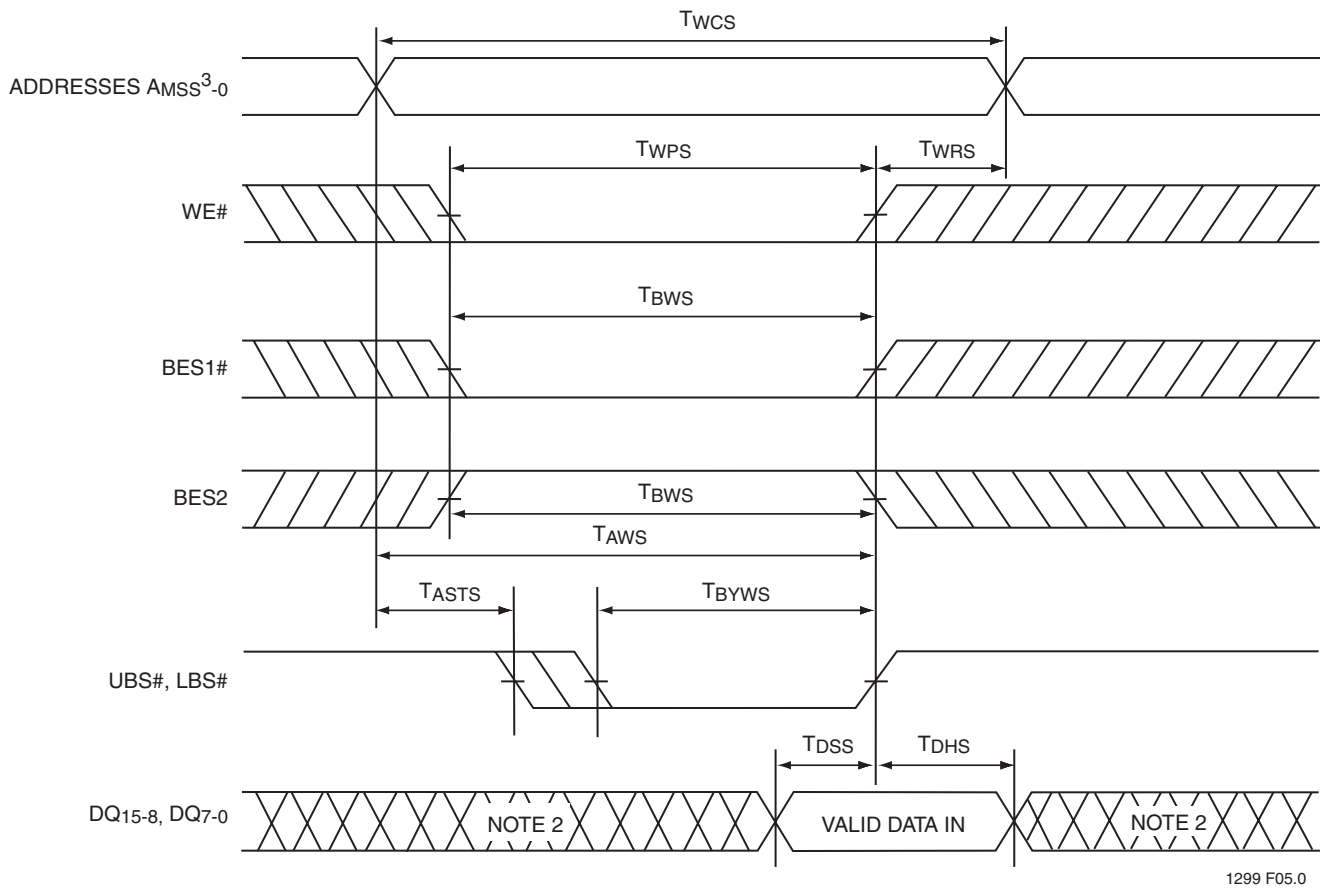 TWCS
ADDRESSES AMSS3-0
TWPS
TWRS
WE#
TBWS
BES1#
BES2
TBWS
TAWS
TASTS
TBYWS
UBS#, LBS#
TDSS
TDHS
DQ15-8, DQ7-0
NOTE 2
VALID DATA IN
NOTE 2
1299 F05.0